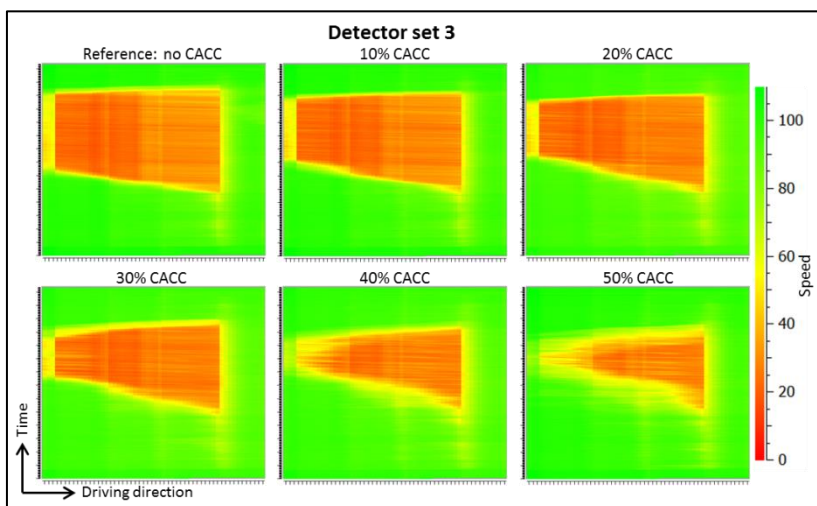 Detector set 3
Reference: no CACC
10% CACC
20% CACC
30% CACC
40% CACC
50% CACC
100
80
60
40
20
0
Speed
Time
Driving direction